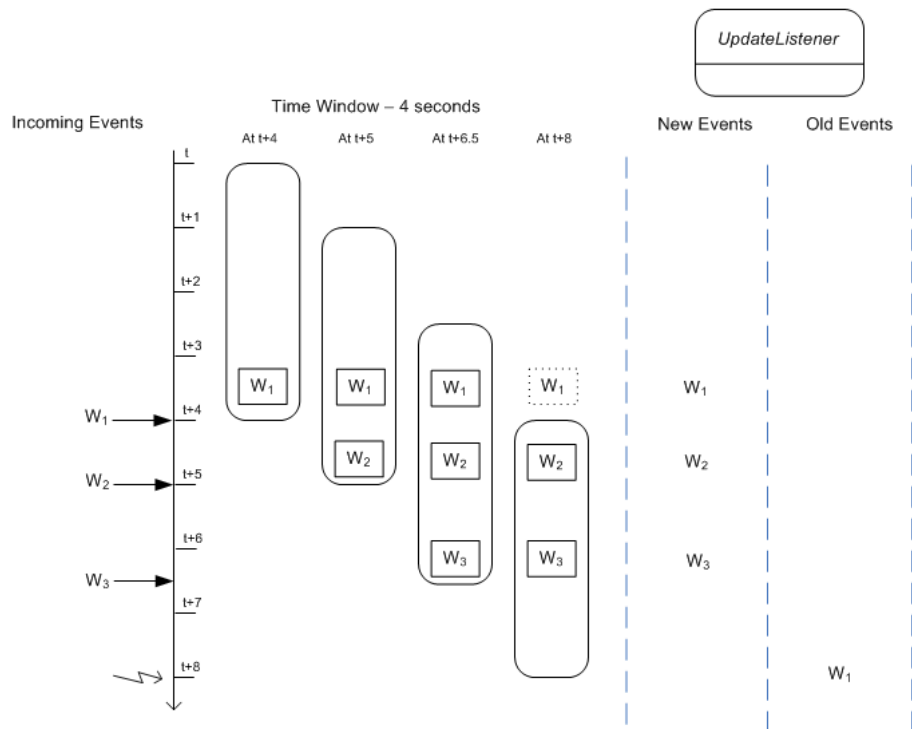 UpdateListener
Time Window – 4 seconds
Incoming Events
New Events
Old Events
At t+4
At t+5
At t+6.5
At t+8
t
t+1
t+2
t+3
W1
W1
W1
W1
W1
W1
t+4
W2
W2
W2
W2
W2
t+5
t+6
W3
W3
W3
W3
t+7
t+8
W1